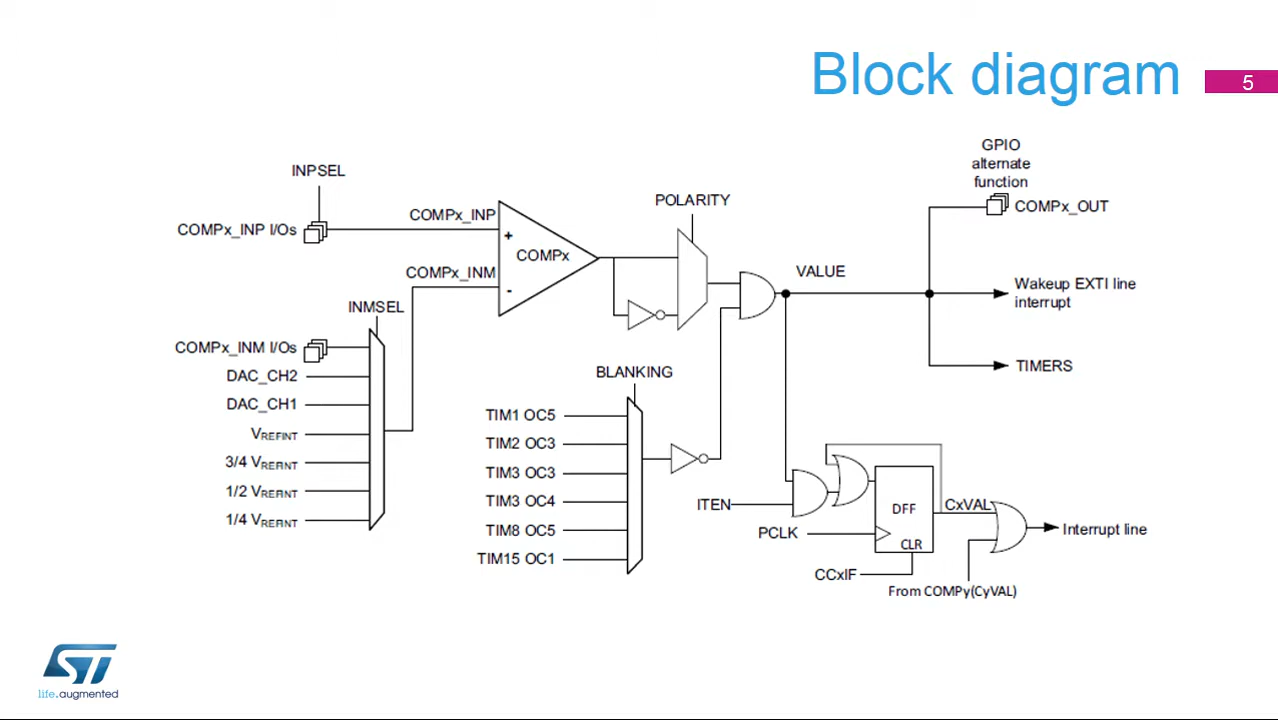 Block diagram
5
GPIO
alternate
function
INPSEL
POLARITY
COMPx_OUT
COMPx_INP
COMPx_INP I/Os
+
COMPx
COMPx_INM
-
VALUE
Wakeup EXTI line
interrupt
INMSEL
COMPx_INM I/Os
TIMERS
DAC_CH2
BLANKING
DAC_CH1
TIM1 OC5
VREFINT
TIM2 OC3
3/4 VREFINT
TIM3 OC3
1/2 VREFINT
TIM3 OC4
ITEN
DFF
CxVAL
1/4 VREFINT
TIM8 OC5
PCLK
Interrupt line
CLR
TIM15 OC1
CCxIF
From COMPy(CyVAL)
ST
life.augmented